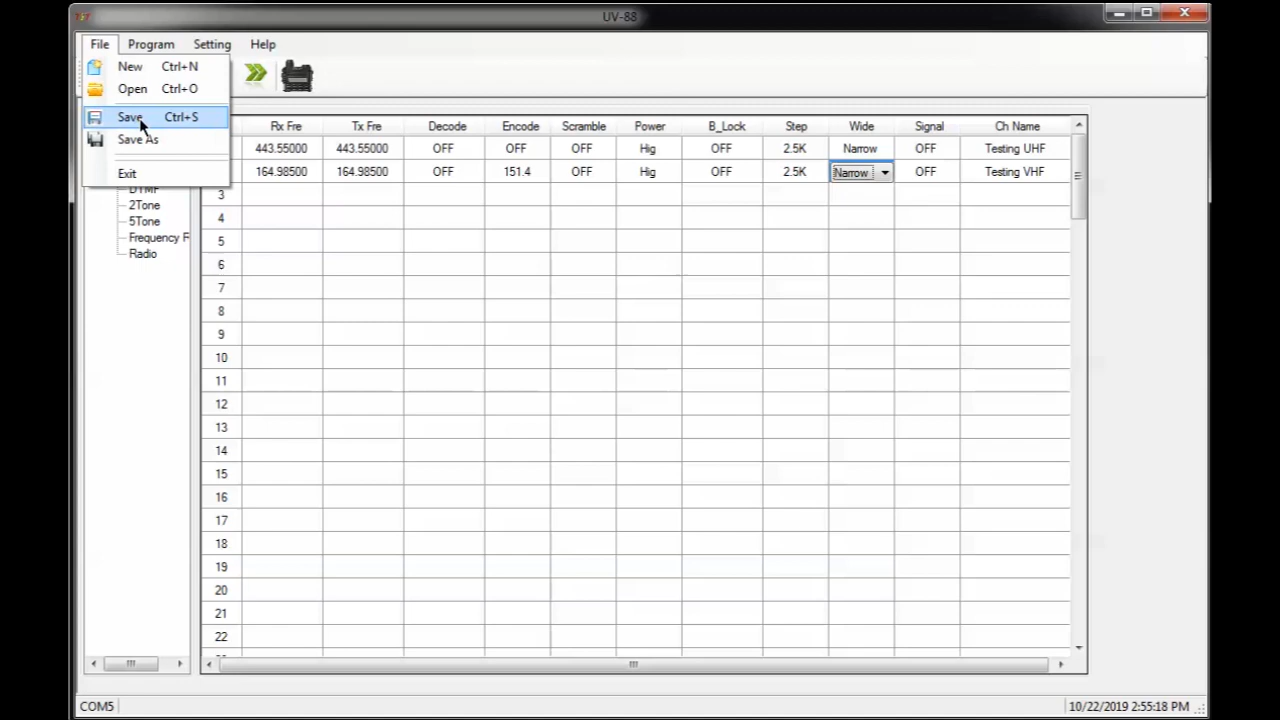 UV-88
File Program Setting Help
New Ctrl+N
Open Ctrl+O
Save Ctrl+S
Save As
Exit
DTMF
2Tone
5Tone
Frequency F
Radio
Rx Fre Tx Fre Decode Encode Scramble Power B_Lock Step Wide Signal Ch Name
443.55000 443.55000 OFF OFF OFF Hig OFF 2.5K Narrow OFF Testing UHF
164.98500 164.98500 OFF 151.4 OFF Hig OFF 2.5K Narrow OFF Testing VHF
3
4
5
6
7
8
9
10
11
12
13
14
15
16
17
18
19
20
21
22
COM5 10/22/2019 2:55:18 PM